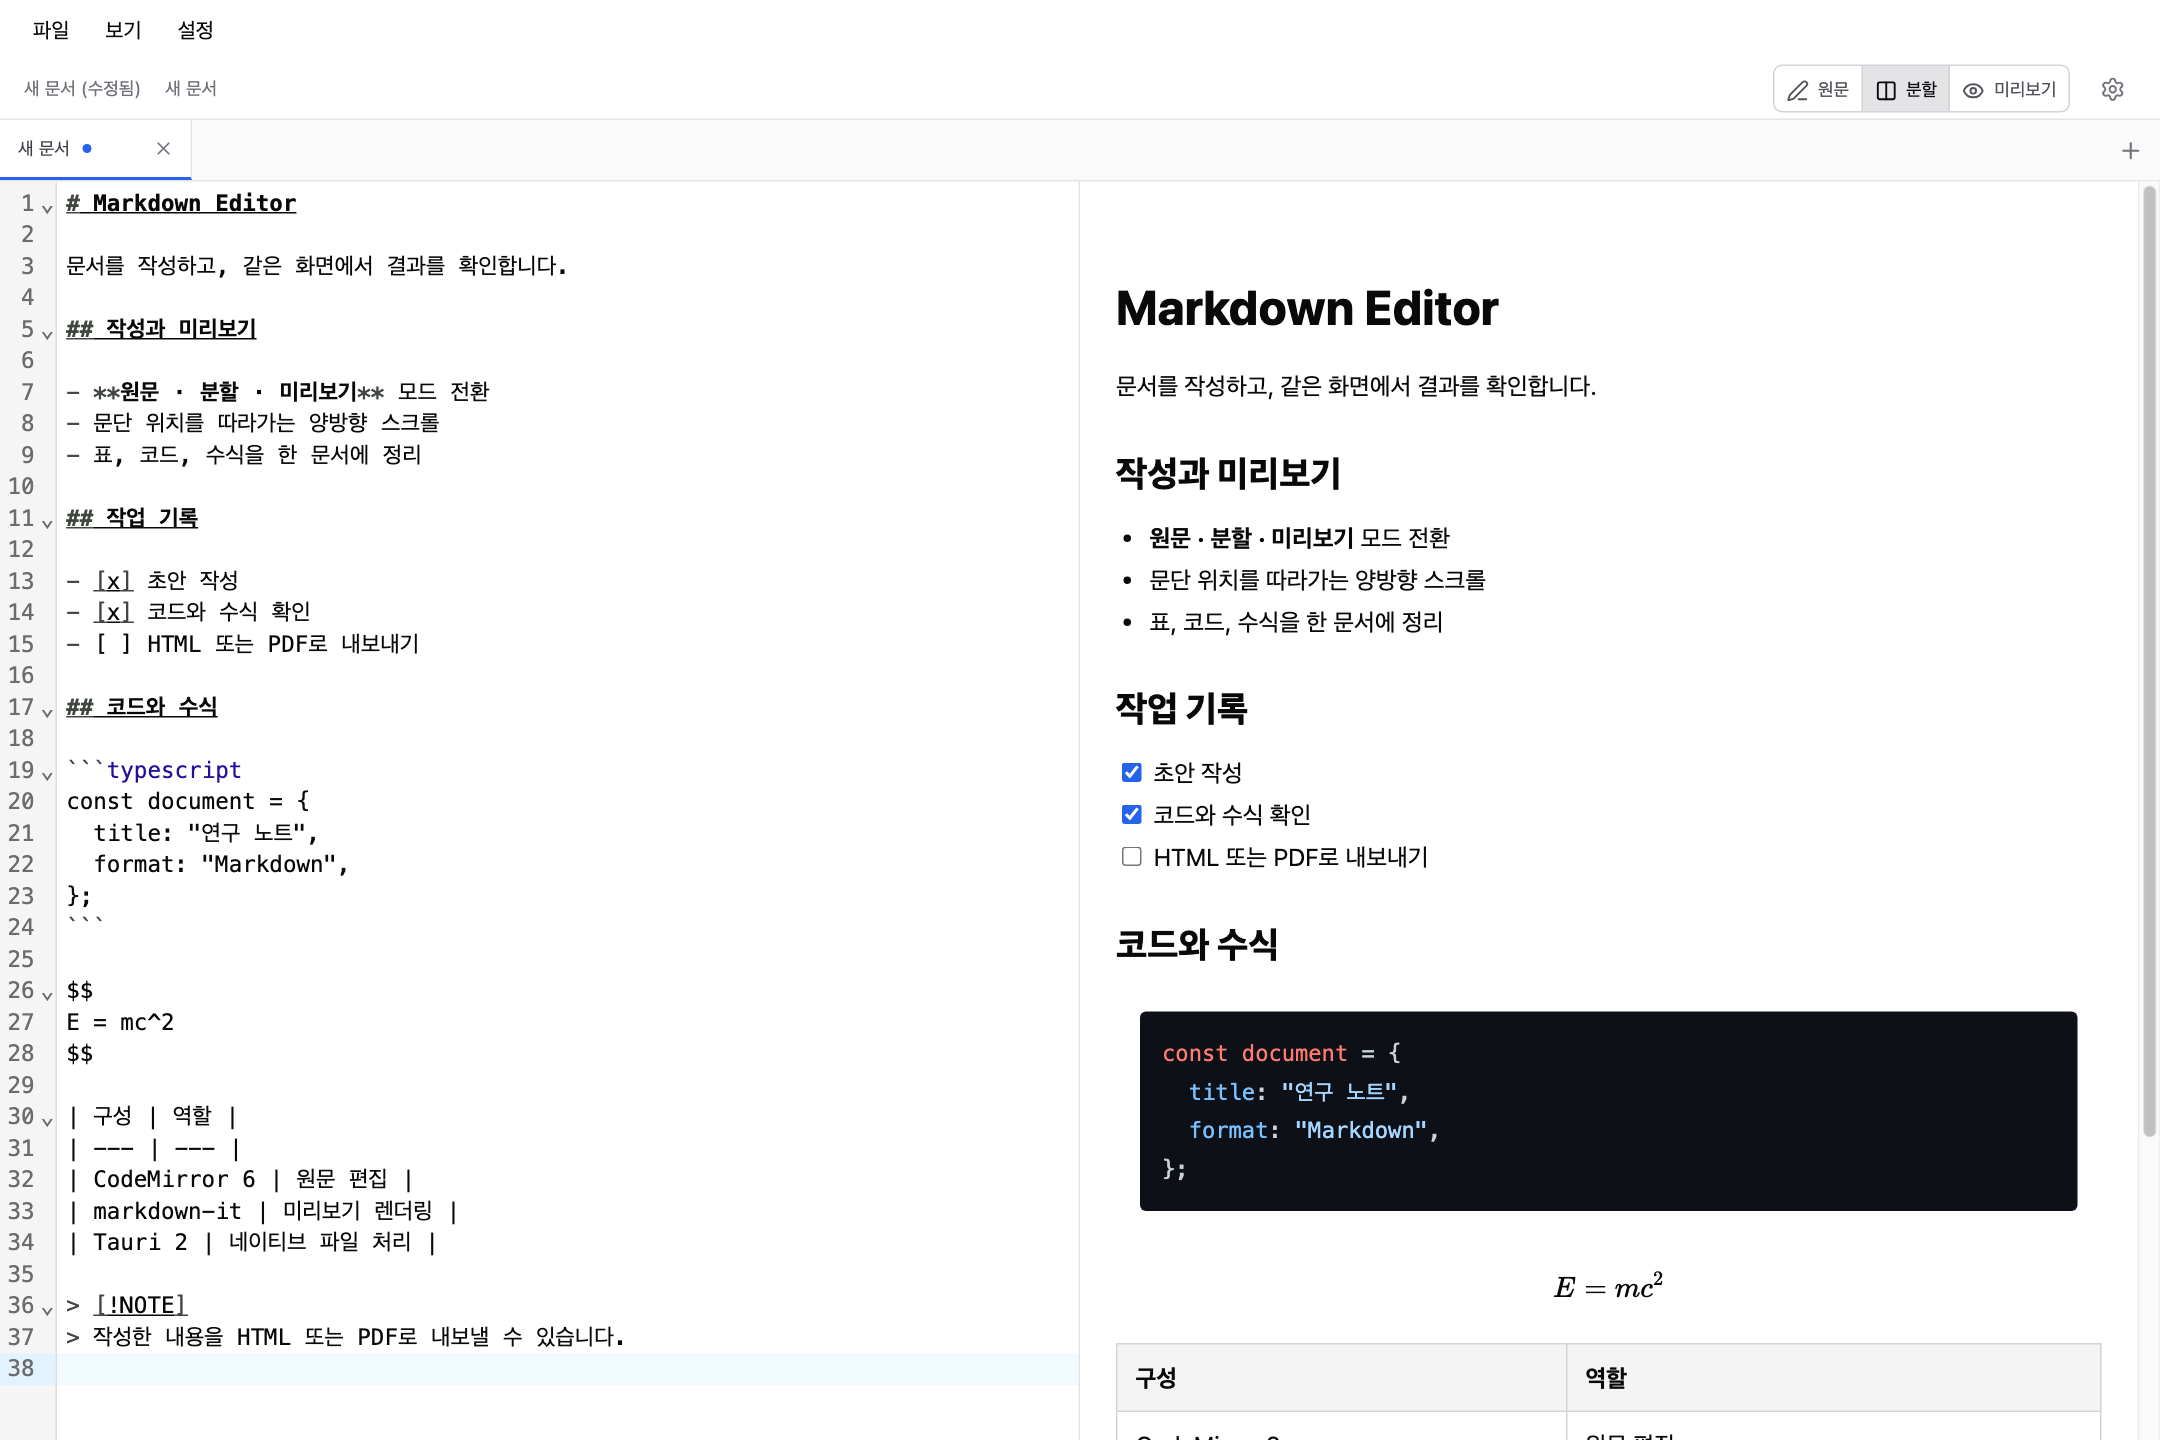 파일 보기 설정
새 문서 (수정됨) 새 문서 원문 분할 미리보기
새 문서
1 # Markdown Editor
2
3 문서를 작성하고, 같은 화면에서 결과를 확인합니다.
4
5 ## 작성과 미리보기
6
7 - **원문 · 분할 · 미리보기** 모드 전환
8 - 문단 위치를 따라가는 양방향 스크롤
9 - 표, 코드, 수식을 한 문서에 정리
10
11 ## 작업 기록
12
13 - [x] 초안 작성
14 - [x] 코드와 수식 확인
15 - [ ] HTML 또는 PDF로 내보내기
16
17 ## 코드와 수식
18
19 ```typescript
20 const document = {
21   title: "연구 노트",
22   format: "Markdown",
23 };
24 ```
25
26 $$
27 E = mc^2
28 $$
29
30 | 구성 | 역할 |
31 | --- | --- |
32 | CodeMirror 6 | 원문 편집 |
33 | markdown-it | 미리보기 렌더링 |
34 | Tauri 2 | 네이티브 파일 처리 |
35
36 > [!NOTE]
37 > 작성한 내용을 HTML 또는 PDF로 내보낼 수 있습니다.
38
Markdown Editor
문서를 작성하고, 같은 화면에서 결과를 확인합니다.
작성과 미리보기
• 원문 · 분할 · 미리보기 모드 전환
• 문단 위치를 따라가는 양방향 스크롤
• 표, 코드, 수식을 한 문서에 정리
작업 기록
초안 작성
코드와 수식 확인
HTML 또는 PDF로 내보내기
코드와 수식
const document = {
  title: "연구 노트",
  format: "Markdown",
};
E = mc²
구성 역할